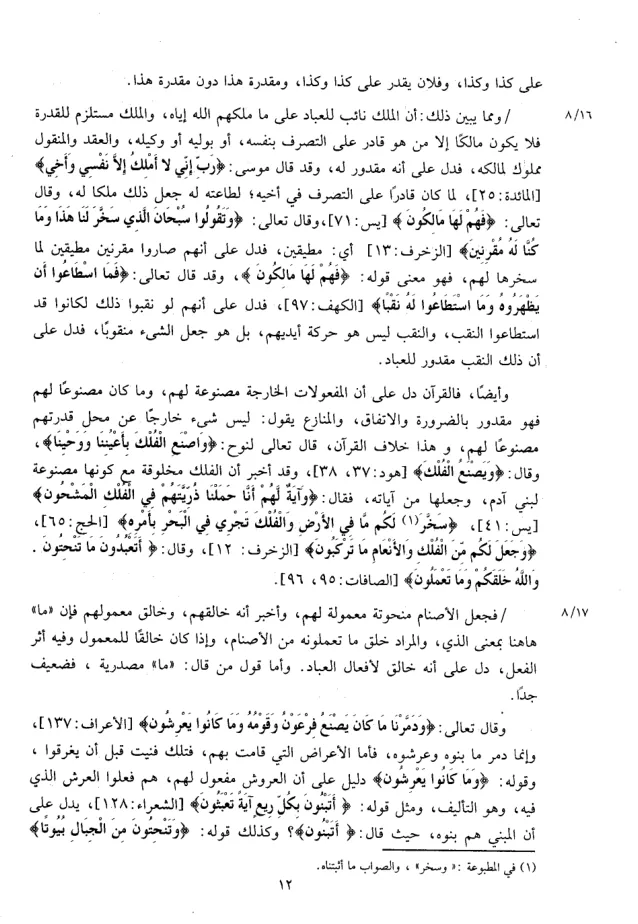 على كذا وكذا، وفلان يقدر على كذا وكذا، ومقدرة هذا دون مقدرة هذا.
٨/١٦ / ومما يبين ذلك: أن الملك نائب للعباد على ما ملكهم الله إياه، والملك مستلزم للقدرة
فلا يكون مالكًا إلا من هو قادر على التصرف بنفسه، أو بوليه أو وكيله، والعقد والمنقول
مملوك لمالكه، فدل على أنه مقدور له، وقد قال موسى: ﴿رَبِّ إِنِّي لا أَمْلِكُ إِلاَّ نَفْسِي وَأَخِي﴾
[المائدة: ٢٥]، لما كان قادرًا على التصرف في أخيه؛ لطاعته له جعل ذلك ملكا له، وقال
تعالى: ﴿فَهُمْ لَهَا مَالِكُونَ ﴾ [يس: ٧١]، وقال تعالى: ﴿وَتَقُولُوا سُبْحَانَ الَّذِي سَخَّرَ لَنَا هَذَا وَمَا
كُنَّا لَهُ مُقْرِنِينَ﴾ [الزخرف: ١٣] أي: مطيقين، فدل على أنهم صاروا مقرنين مطيقين لما
سخرها لهم، فهو معنى قوله: ﴿فَهُمْ لَهَا مَالِكُونَ ﴾، وقد قال تعالى: ﴿فَمَا اسْطَاعُوا أَن
يَظْهَرُوهُ وَمَا اسْتَطَاعُوا لَهُ نَقْبًا﴾ [الكهف: ٩٧]، فدل على أنهم لو نقبوا ذلك لكانوا قد
استطاعوا النقب، والنقب ليس هو حركة أيديهم، بل هو جعل الشىء منقوبًا، فدل على
أن ذلك النقب مقدور للعباد.
وأيضًا، فالقرآن دل على أن المفعولات الخارجة مصنوعة لهم، وما كان مصنوعًا لهم
فهو مقدور بالضرورة والاتفاق، والمنازع يقول: ليس شىء خارجًا عن محل قدرتهم
مصنوعًا لهم، و هذا خلاف القرآن، قال تعالى لنوح: ﴿وَاصْنَعِ الْفُلْكَ بِأَعْيُنِنَا وَوَحْيِنَا﴾،
وقال: ﴿وَيَصْنَعُ الْفُلْكَ﴾ [هود: ٣٧، ٣٨]، وقد أخبر أن الفلك مخلوقة مع كونها مصنوعة
لبني آدم، وجعلها من آياته، فقال: ﴿وَآيَةٌ لَّهُمْ أَنَّا حَمَلْنَا ذُرِّيَّتَهُمْ فِي الْفُلْكِ الْمَشْحُونِ﴾
[يس: ٤١]، ﴿سَخَّرَ(١) لَكُم مَّا فِي الأَرْضِ وَالْفُلْكَ تَجْرِي فِي الْبَحْرِ بِأَمْرِهِ﴾ [الحج: ٦٥]،
﴿وَجَعَلَ لَكُم مِّنَ الْفُلْكِ وَالأَنْعَامِ مَا تَرْكَبُونَ﴾ [الزخرف: ١٢]، وقال: ﴿ أَتَعْبُدُونَ مَا تَنْحِتُونَ .
وَاللَّهُ خَلَقَكُمْ وَمَا تَعْمَلُونَ﴾ [الصافات: ٩٥، ٩٦].
٨/١٧ / فجعل الأصنام منحوتة معمولة لهم، وأخبر أنه خالقهم، وخالق معمولهم فإن «ما»
هاهنا بمعنى الذي، والمراد خلق ما تعملونه من الأصنام، وإذا كان خالقًا للمعمول وفيه أثر
الفعل، دل على أنه خالق لأفعال العباد. وأما قول من قال: «ما» مصدرية ، فضعيف
جدًا.
وقال تعالى: ﴿وَدَمَّرْنَا مَا كَانَ يَصْنَعُ فِرْعَوْنُ وَقَوْمُهُ وَمَا كَانُوا يَعْرِشُونَ﴾ [الأعراف: ١٣٧]،
وإنما دمر ما بنوه وعرشوه، فأما الأعراض التي قامت بهم، فتلك فنيت قبل أن يغرقوا ،
وقوله: ﴿وَمَا كَانُوا يَعْرِشُونَ﴾ دليل على أن العروش مفعول لهم، هم فعلوا العرش الذي
فيه، وهو التأليف، ومثل قوله: ﴿ أَتَبْنُونَ بِكُلِّ رِيعٍ آيَةً تَعْبَثُونَ﴾ [الشعراء: ١٢٨]، يدل على
أن المبني هم بنوه، حيث قال: ﴿ أَتَبْنُونَ﴾؟ وكذلك قوله: ﴿وَتَنْحِتُونَ مِنَ الْجِبَالِ بُيُوتًا﴾
(١) في المطبوعة : « وسخر » ، والصواب ما أثبتناه.
١٢